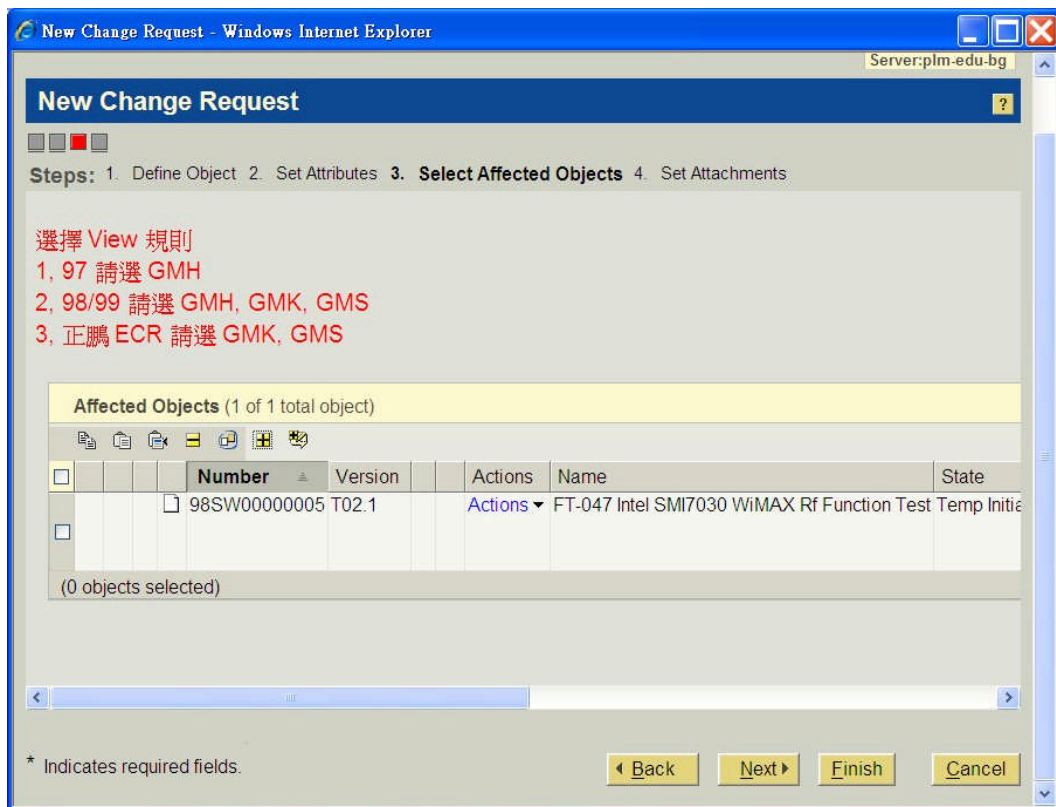 New Change Request - Windows Internet Explorer
Server:plm-edu-bg
New Change Request
?
Steps: 1. Define Object 2. Set Attributes 3. Select Affected Objects 4. Set Attachments
選擇 View 規則
1, 97 請選 GMH
2, 98/99 請選 GMH, GMK, GMS
3, 正鵬 ECR 請選 GMK, GMS
Affected Objects (1 of 1 total object)
Number Version Actions Name State
98SW00000005 T02.1 Actions FT-047 Intel SMI7030 WiMAX Rf Function Test Temp Initia
(0 objects selected)
* Indicates required fields.
Back Next Finish Cancel